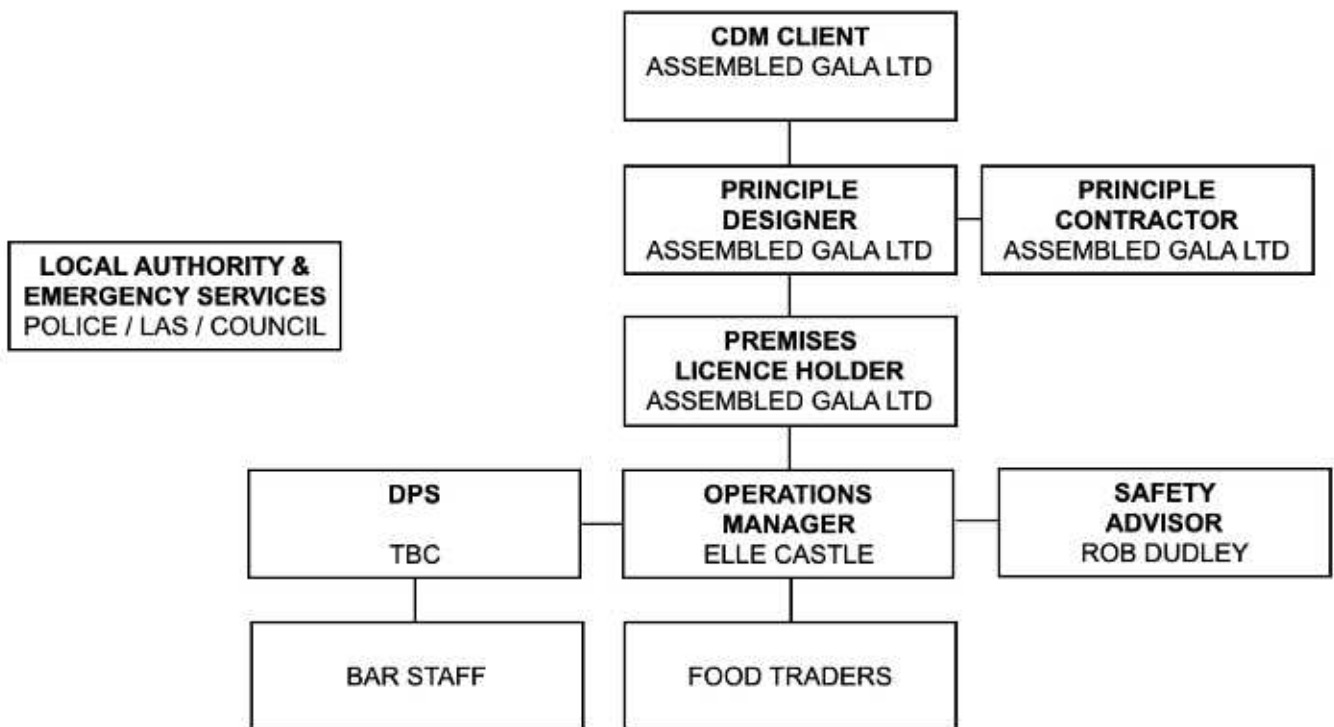 CDM CLIENT
ASSEMBLED GALA LTD
PRINCIPLE
DESIGNER
ASSEMBLED GALA LTD
PRINCIPLE
CONTRACTOR
ASSEMBLED GALA LTD
LOCAL AUTHORITY &
EMERGENCY SERVICES
POLICE / LAS / COUNCIL
PREMISES
LICENCE HOLDER
ASSEMBLED GALA LTD
DPS
TBC
OPERATIONS
MANAGER
ELLE CASTLE
SAFETY
ADVISOR
ROB DUDLEY
BAR STAFF
FOOD TRADERS